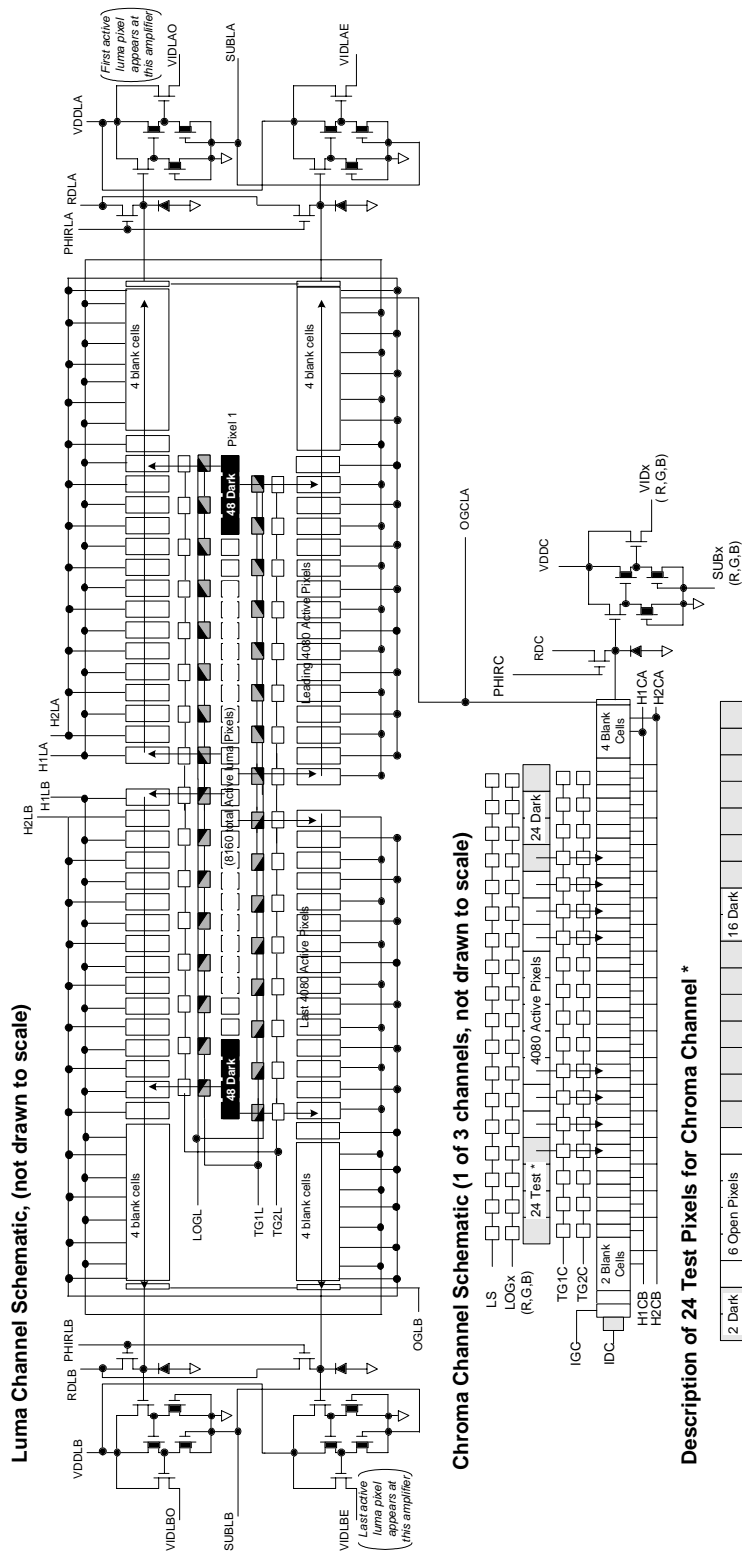 Luma Channel Schematic, (not drawn to scale)
VDDLB
RDLB
PHIRLB
VIDLBO
SUBLB
VIDLBE
(Last active
luma pixel
appears at
this amplifier)
OGLB
4 blank cells
4 blank cells
LOGL
TG1L
TG2L
48 Dark
Last 4080 Active Pixels
H2LB
H1LB
H1LA
H2LA
(8160 total Active luma Pixels)
Leading 4080 Active Pixels
48 Dark
Pixel 1
4 blank cells
4 blank cells
PHIRLA
RDLA
VDDLA
(First active
luma pixel
appears at
this amplifier)
VIDLAO
SUBLA
VIDLAE
OGCLA
Chroma Channel Schematic (1 of 3 channels, not drawn to scale)
LS
LOGx
(R,G,B)
24 Test *
4080 Active Pixels
24 Dark
TG1C
TG2C
IGC
IDC
2 Blank
Cells
4 Blank
Cells
H1CB
H2CB
H1CA
H2CA
PHIRC
RDC
VDDC
VIDx
( R,G,B)
SUBx
(R,G,B)
Description of 24 Test Pixels for Chroma Channel *
2 Dark
6 Open Pixels
16 Dark